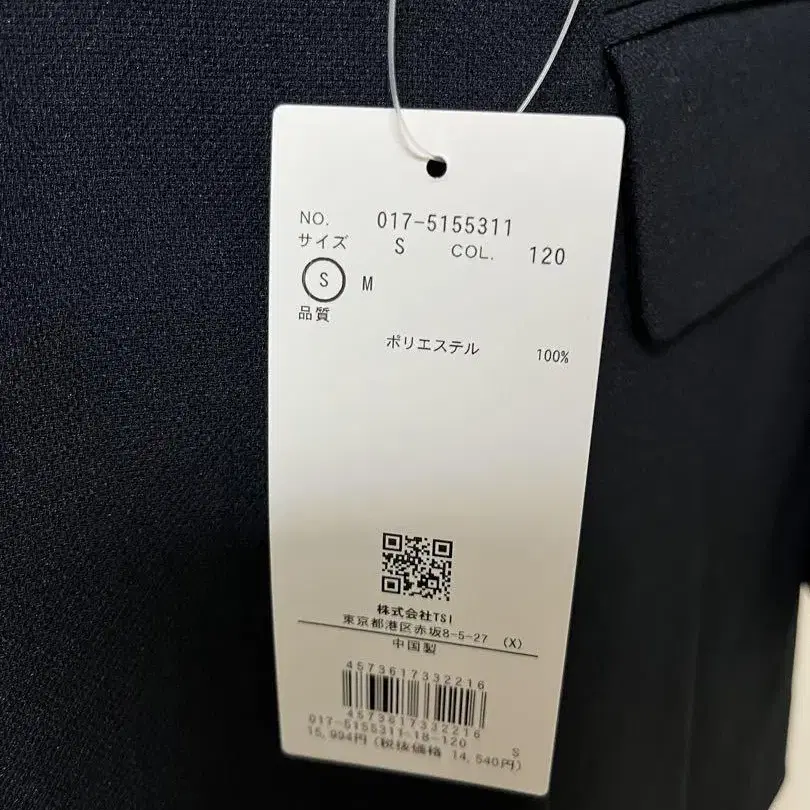 NO. 017-5155311
サイズ S COL. 120
S M
品質
ポリエステル 100%
株式会社TSI
東京都港区赤坂8-5-27 (X)
中国製
4573617332216
4573617332216
017-5155311-18-120 S
15,994円(税抜価格 14,540円)